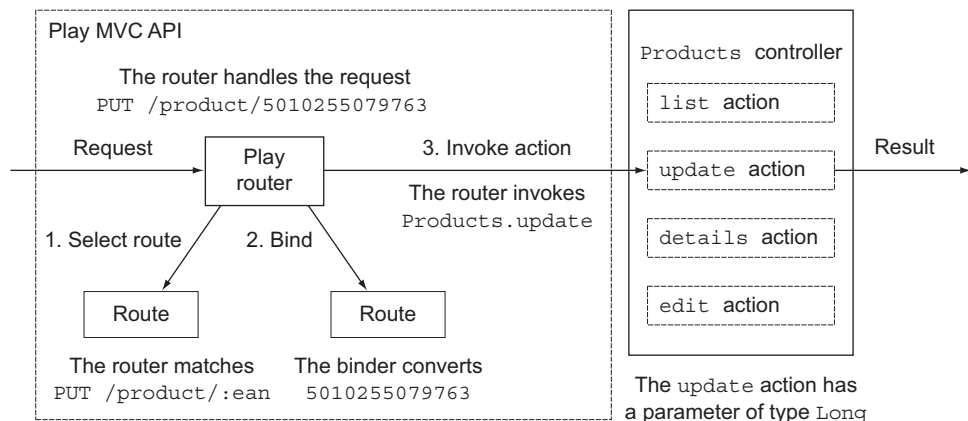 Play MVC API
The router handles the request
PUT /product/5010255079763
Request
Play
router
3. Invoke action
The router invokes
Products.update
1. Select route
2. Bind
Route
Route
The router matches
PUT /product/:ean
The binder converts
5010255079763
Products controller
list action
update action
details action
edit action
Result
The update action has
a parameter of type Long